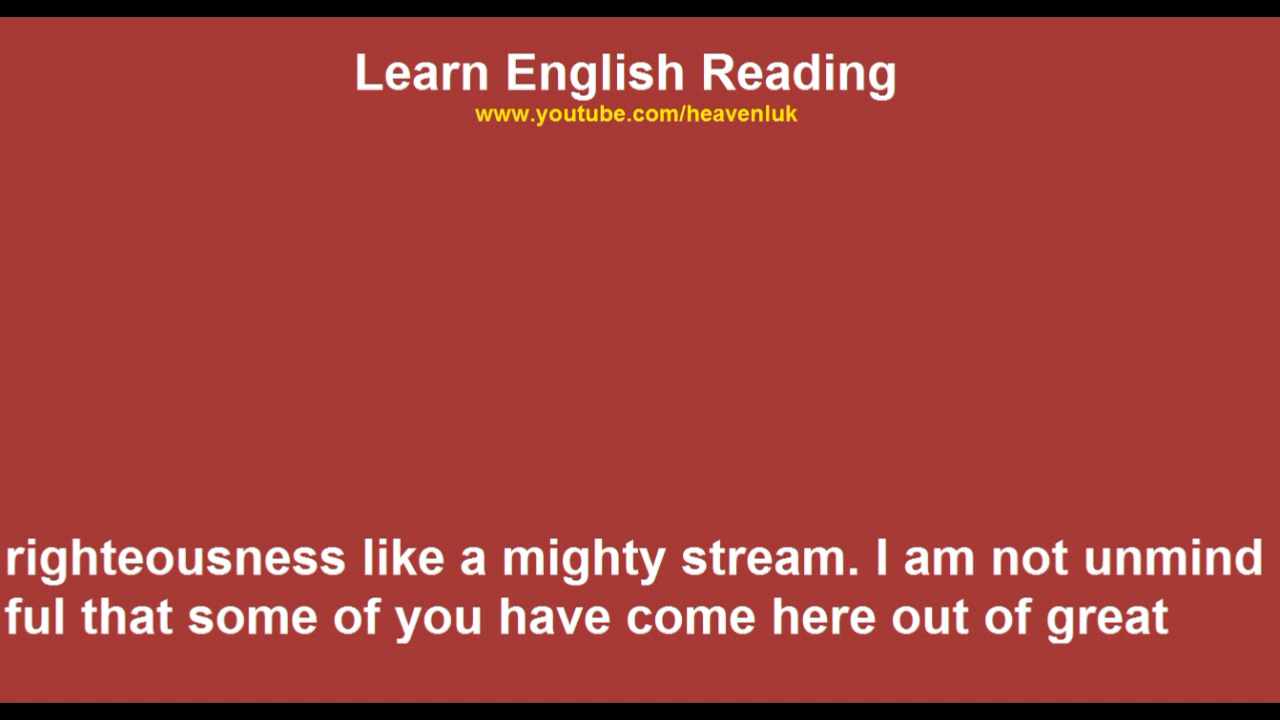 Learn English Reading
www.youtube.com/heavenluk
righteousness like a mighty stream. I am not unmind
ful that some of you have come here out of great